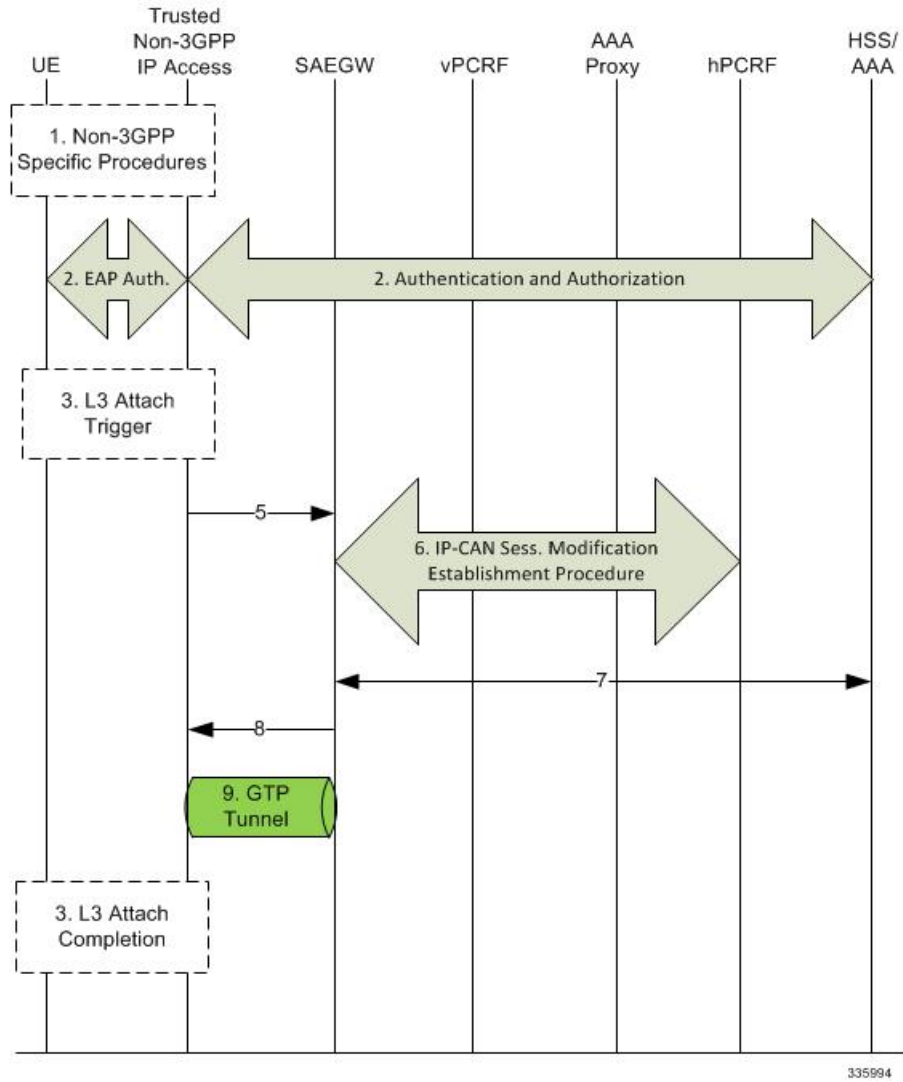 Trusted
Non-3GPP
IP Access
UE
SAEGW
vPCRF
AAA
Proxy
hPCRF
HSS/
AAA
1. Non-3GPP
Specific Procedures
2. EAP Auth.
2. Authentication and Authorization
3. L3 Attach
Trigger
5
6. IP-CAN Sess. Modification
Establishment Procedure
7
8
9. GTP
Tunnel
3. L3 Attach
Completion
335994